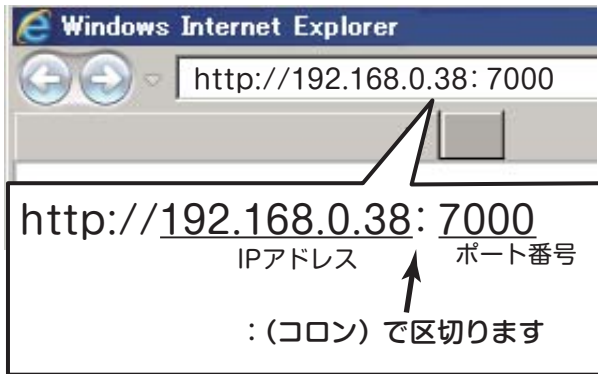 Windows Internet Explorer
http://192.168.0.38: 7000
http://192.168.0.38: 7000
IPアドレス ポート番号
：(コロン) で区切ります